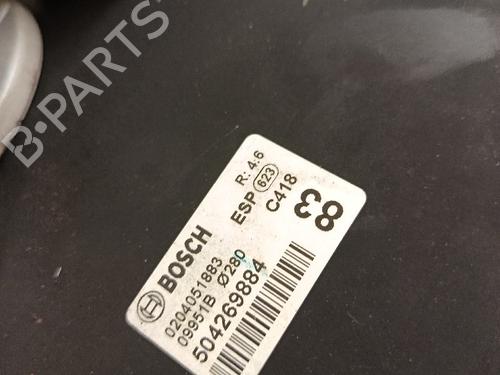 B-PARTS
BOSCH
0204051883
09951B Ø280
504269884
R: 4.6
ESP 623
C418
83